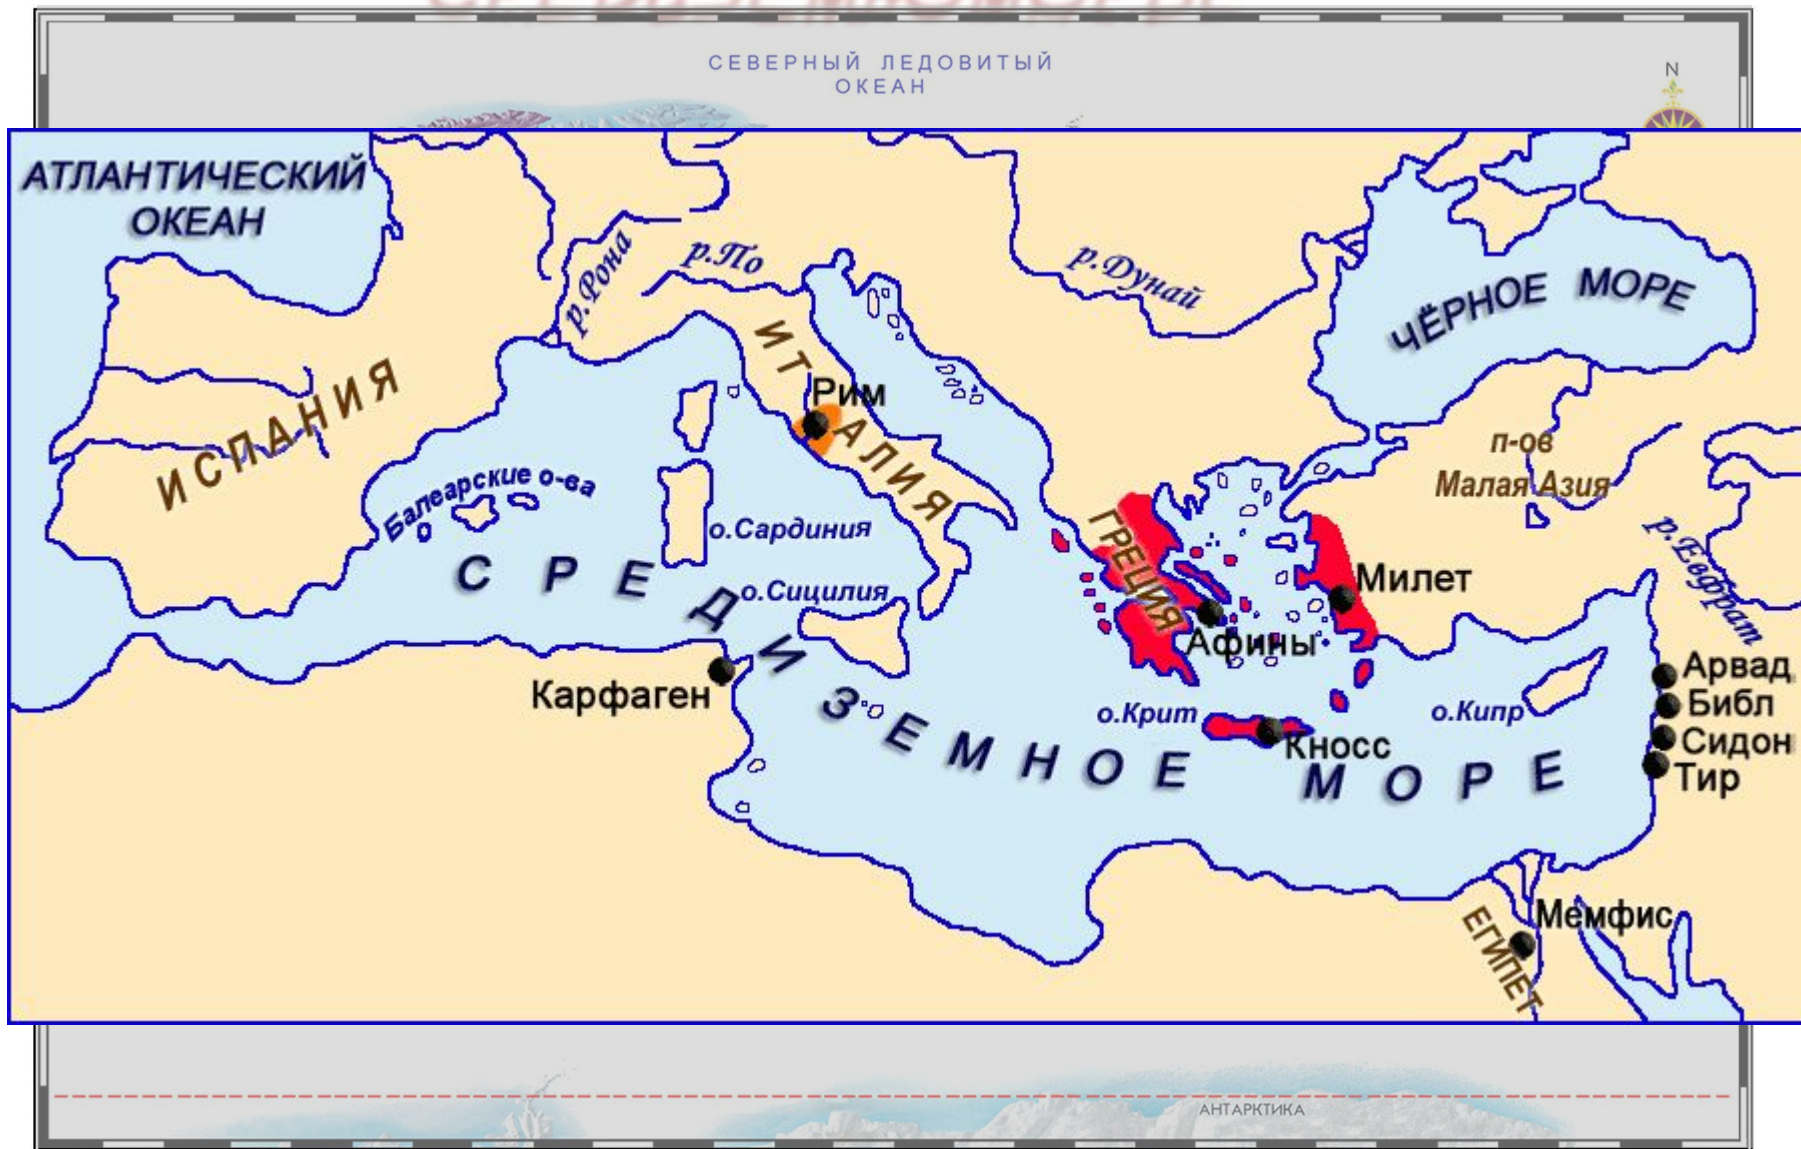 СЕВЕРНЫЙ ЛЕДОВИТЫЙ
ОКЕАН
N
АТЛАНТИЧЕСКИЙ
ОКЕАН
р.Рона
р.По
р.Дунай
ЧЁРНОЕ МОРЕ
ИСПАНИЯ
ИТАЛИЯ
Рим
п-ов
Малая Азия
Балеарские о-ва
о.Сардиния
ГРЕЦИЯ
р.Евфрат
СРЕДИЗЕМНОЕ МОРЕ
о.Сицилия
Милет
Афины
Карфаген
Арвад
Библ
о.Крит
о.Кипр
Кносс
Сидон
Тир
Мемфис
ЕГИПЕТ
АНТАРКТИКА